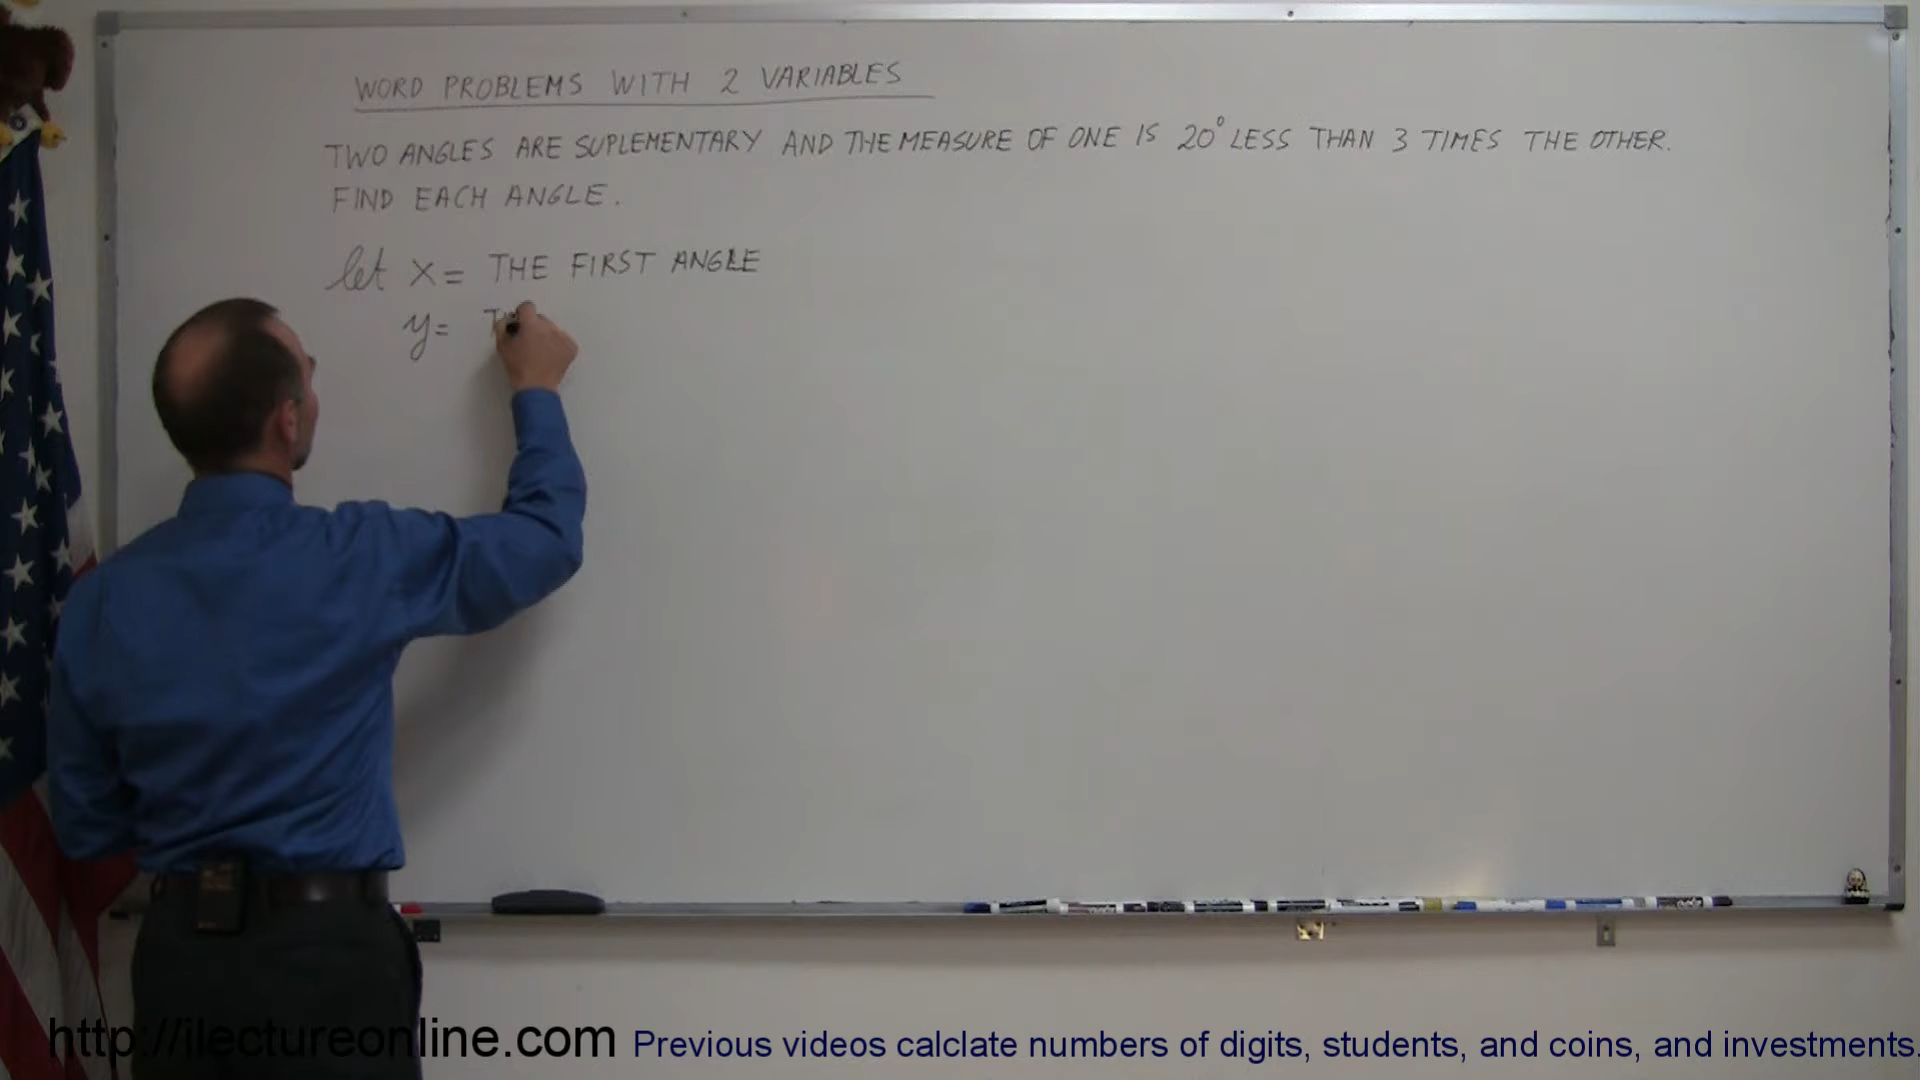 WORD PROBLEMS WITH 2 VARIABLES
TWO ANGLES ARE SUPLEMENTARY AND THE MEASURE OF ONE IS 20° LESS THAN 3 TIMES THE OTHER.
FIND EACH ANGLE.
let x = THE FIRST ANGLE
y =
http://ilectureonline.com Previous videos calclate numbers of digits, students, and coins, and investments.